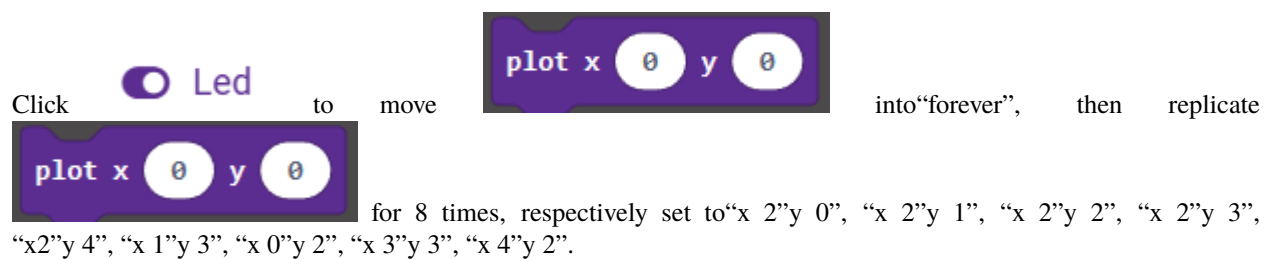 Click Led to move plot x 0 y 0 into“forever”, then replicate
plot x 0 y 0 for 8 times, respectively set to“x 2”y 0”, “x 2”y 1”, “x 2”y 2”, “x 2”y 3”,
“x2”y 4”, “x 1”y 3”, “x 0”y 2”, “x 3”y 3”, “x 4”y 2”.